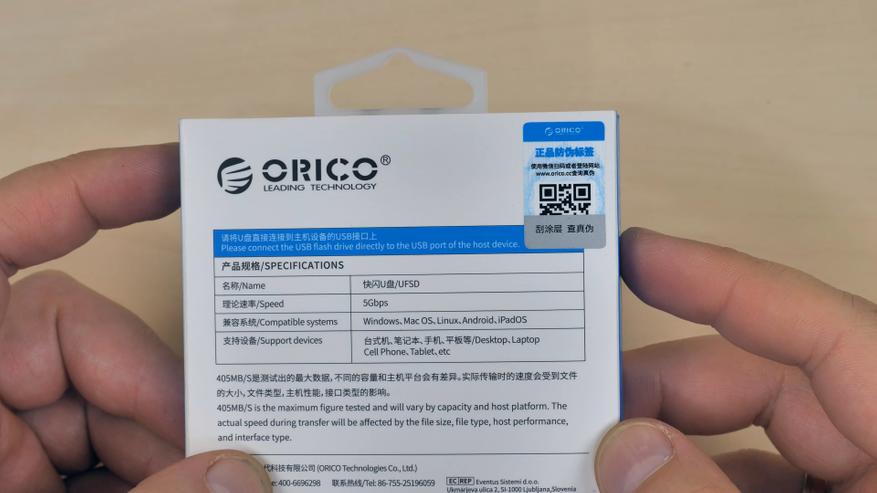 ORICO®
LEADING TECHNOLOGY
ORICO
正品防伪标签
使用微信扫码或者登陆网站
www.orico.cc查询真伪
刮涂层 查真伪
请将U盘直接连接到主机设备的USB接口上
Please connect the USB flash drive directly to the USB port of the host device.
产品规格/SPECIFICATIONS
名称/Name 快闪U盘/UFSD
理论速率/Speed 5Gbps
兼容系统/Compatible systems Windows、Mac OS、Linux、Android、iPadOS
支持设备/Support devices 台式机、笔记本、手机、平板等/Desktop、Laptop
Cell Phone、Tablet、etc
405MB/S是测试出的最大数据,不同的容量和主机平台会有差异。实际传输时的速度会受到文件
的大小,文件类型,主机性能,接口类型的影响。
405MB/S is the maximum figure tested and will vary by capacity and host platform. The
actual speed during transfer will be affected by the file size, file type, host performance,
and interface type.
代科技有限公司 (ORICO Technologies Co., Ltd.)
e:400-6696298 联系热线/Tel: 86-755-25196059
EC REP Eventus Sistemi d.o.o.
Ukmarjeva ulica 2, SI-1000 Ljubljana,Slovenia